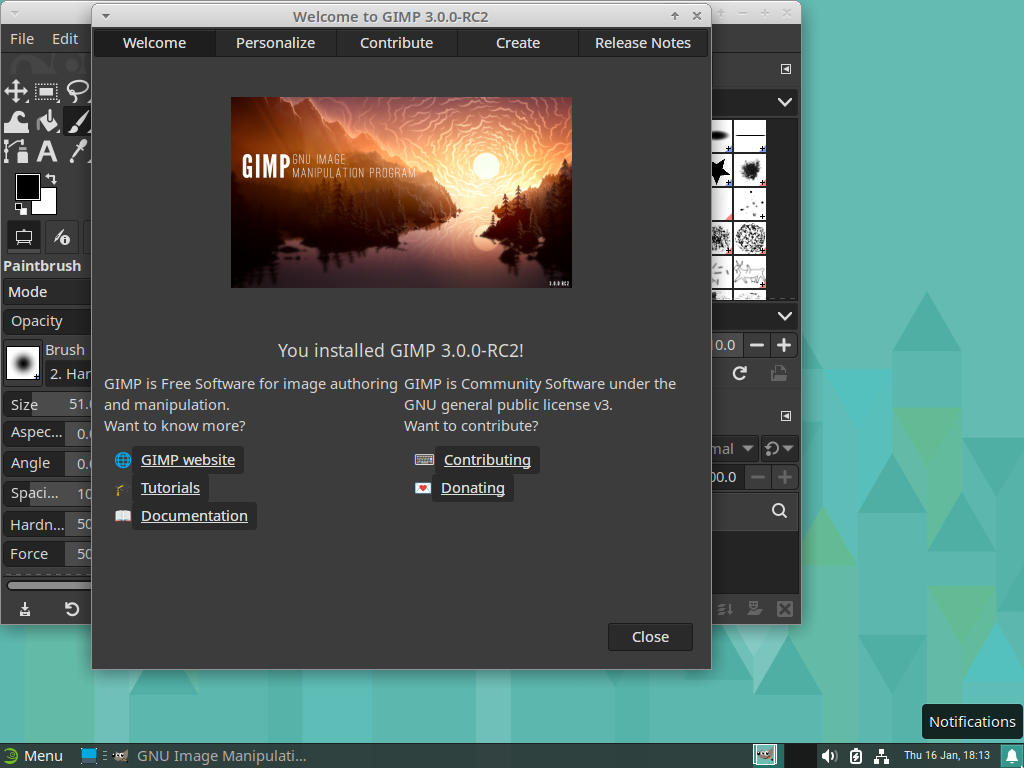 Welcome to GIMP 3.0.0-RC2
Welcome
Personalize
Contribute
Create
Release Notes
File
Edit
GIMP
GNU IMAGE
MANIPULATION PROGRAM
3.0.0 RC2
Paintbrush
Mode
Opacity
Brush
2. Har
Size 51.
Aspec... 0.
Angle 0.
Spaci... 10
Hardn... 50
Force 50
You installed GIMP 3.0.0-RC2!
GIMP is Free Software for image authoring
and manipulation.
Want to know more?
GIMP website
Tutorials
Documentation
GIMP is Community Software under the
GNU general public license v3.
Want to contribute?
Contributing
Donating
0.0
mal
00.0
Close
Notifications
Menu
GNU Image Manipulati...
Thu 16 Jan, 18:13